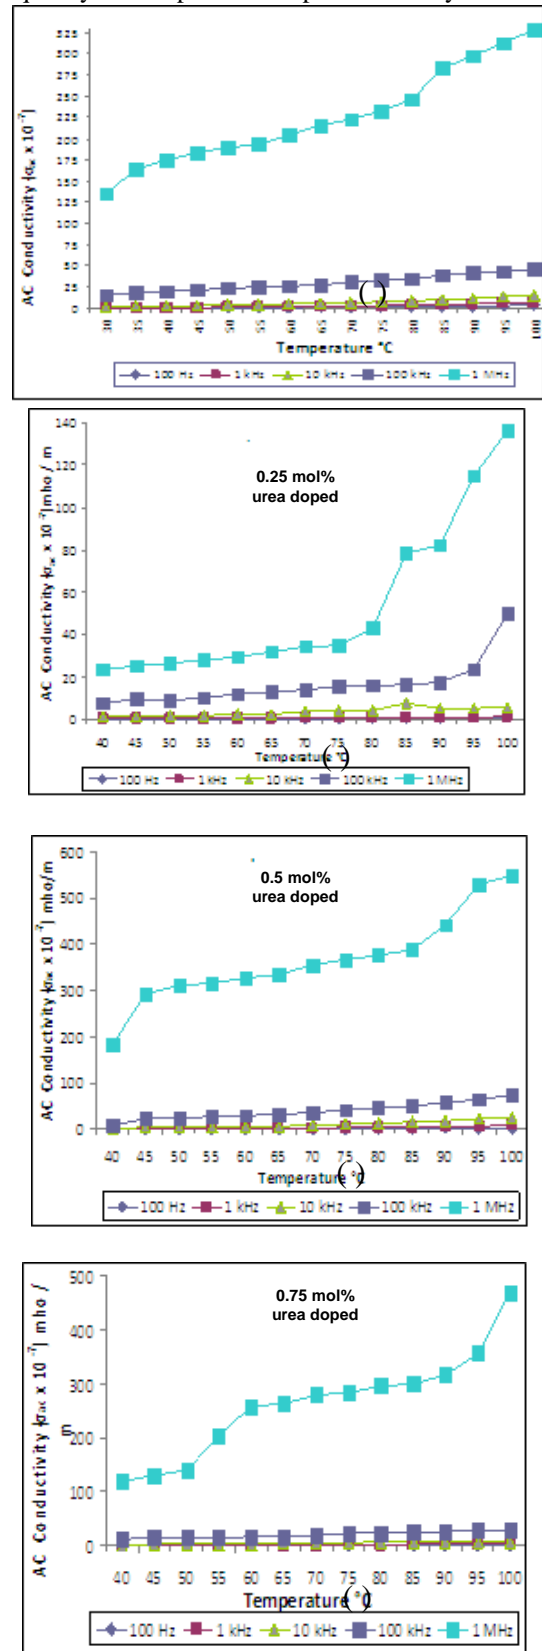 AC Conductivity (σac x 10⁻⁷)
325
300
275
250
225
200
175
150
125
100
75
50
25
0
30 35 40 45 50 55 60 65 70 75 80 85 90 95 100
( )
Temperature °C
100 Hz 1 kHz 10 kHz 100 kHz 1 MHz
AC Conductivity (σac x 10⁻⁷) mho / m
140
120
100
80
60
40
20
0
0.25 mol%
urea doped
40 45 50 55 60 65 70 75 80 85 90 95 100
Temperature °C
( )
100 Hz 1 kHz 10 kHz 100 kHz 1 MHz
AC Conductivity (σac x 10⁻⁷) mho/m
600
500
400
300
200
100
0
0.5 mol%
urea doped
40 45 50 55 60 65 70 75 80 85 90 95 100
Temperature °C
( )
100 Hz 1 kHz 10 kHz 100 kHz 1 MHz
AC Conductivity (σac x 10⁻⁷) mho /
m
500
400
300
200
100
0
0.75 mol%
urea doped
40 45 50 55 60 65 70 75 80 85 90 95 100
Temperature °C
( )
100 Hz 1 kHz 10 kHz 100 kHz 1 MHz